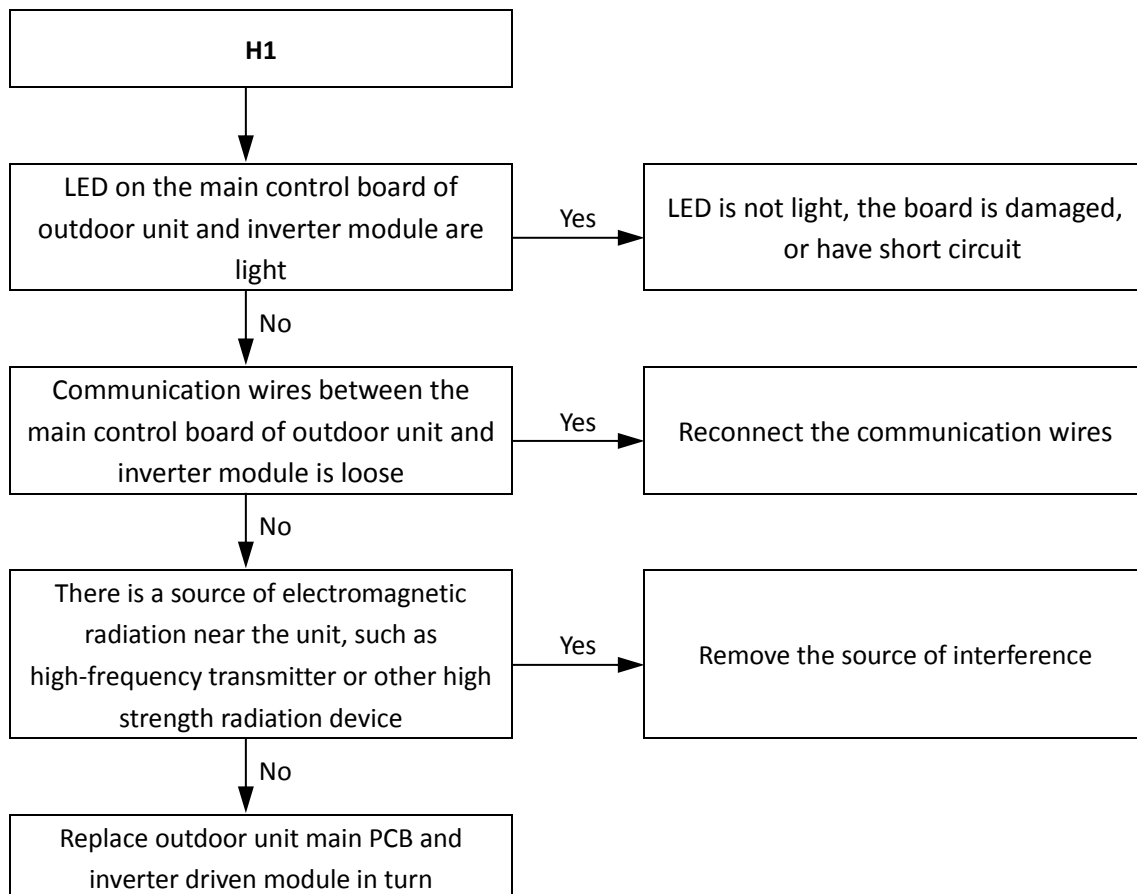 H1
LED on the main control board of
outdoor unit and inverter module are
light
Yes
LED is not light, the board is damaged,
or have short circuit
No
Communication wires between the
main control board of outdoor unit and
inverter module is loose
Yes
Reconnect the communication wires
No
There is a source of electromagnetic
radiation near the unit, such as
high-frequency transmitter or other high
strength radiation device
Yes
Remove the source of interference
No
Replace outdoor unit main PCB and
inverter driven module in turn